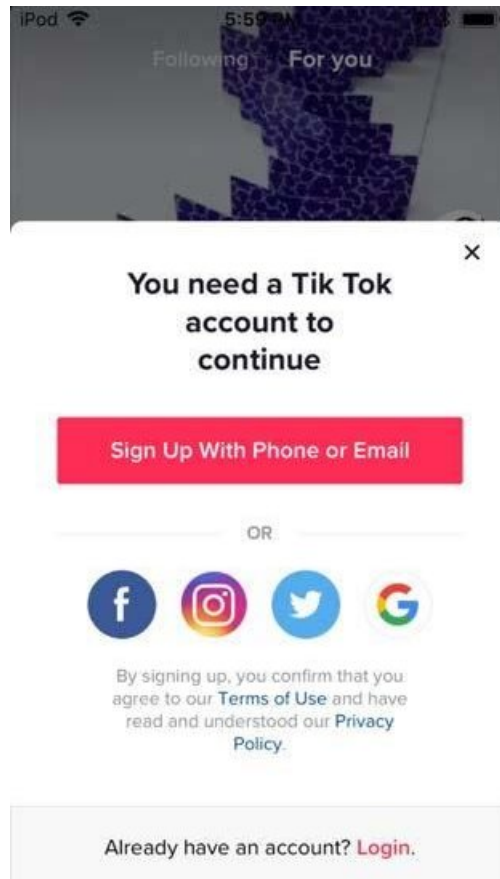 iPod 5:59
Following For you
You need a Tik Tok
account to
continue
Sign Up With Phone or Email
OR
By signing up, you confirm that you
agree to our Terms of Use and have
read and understood our Privacy
Policy.
Already have an account? Login.